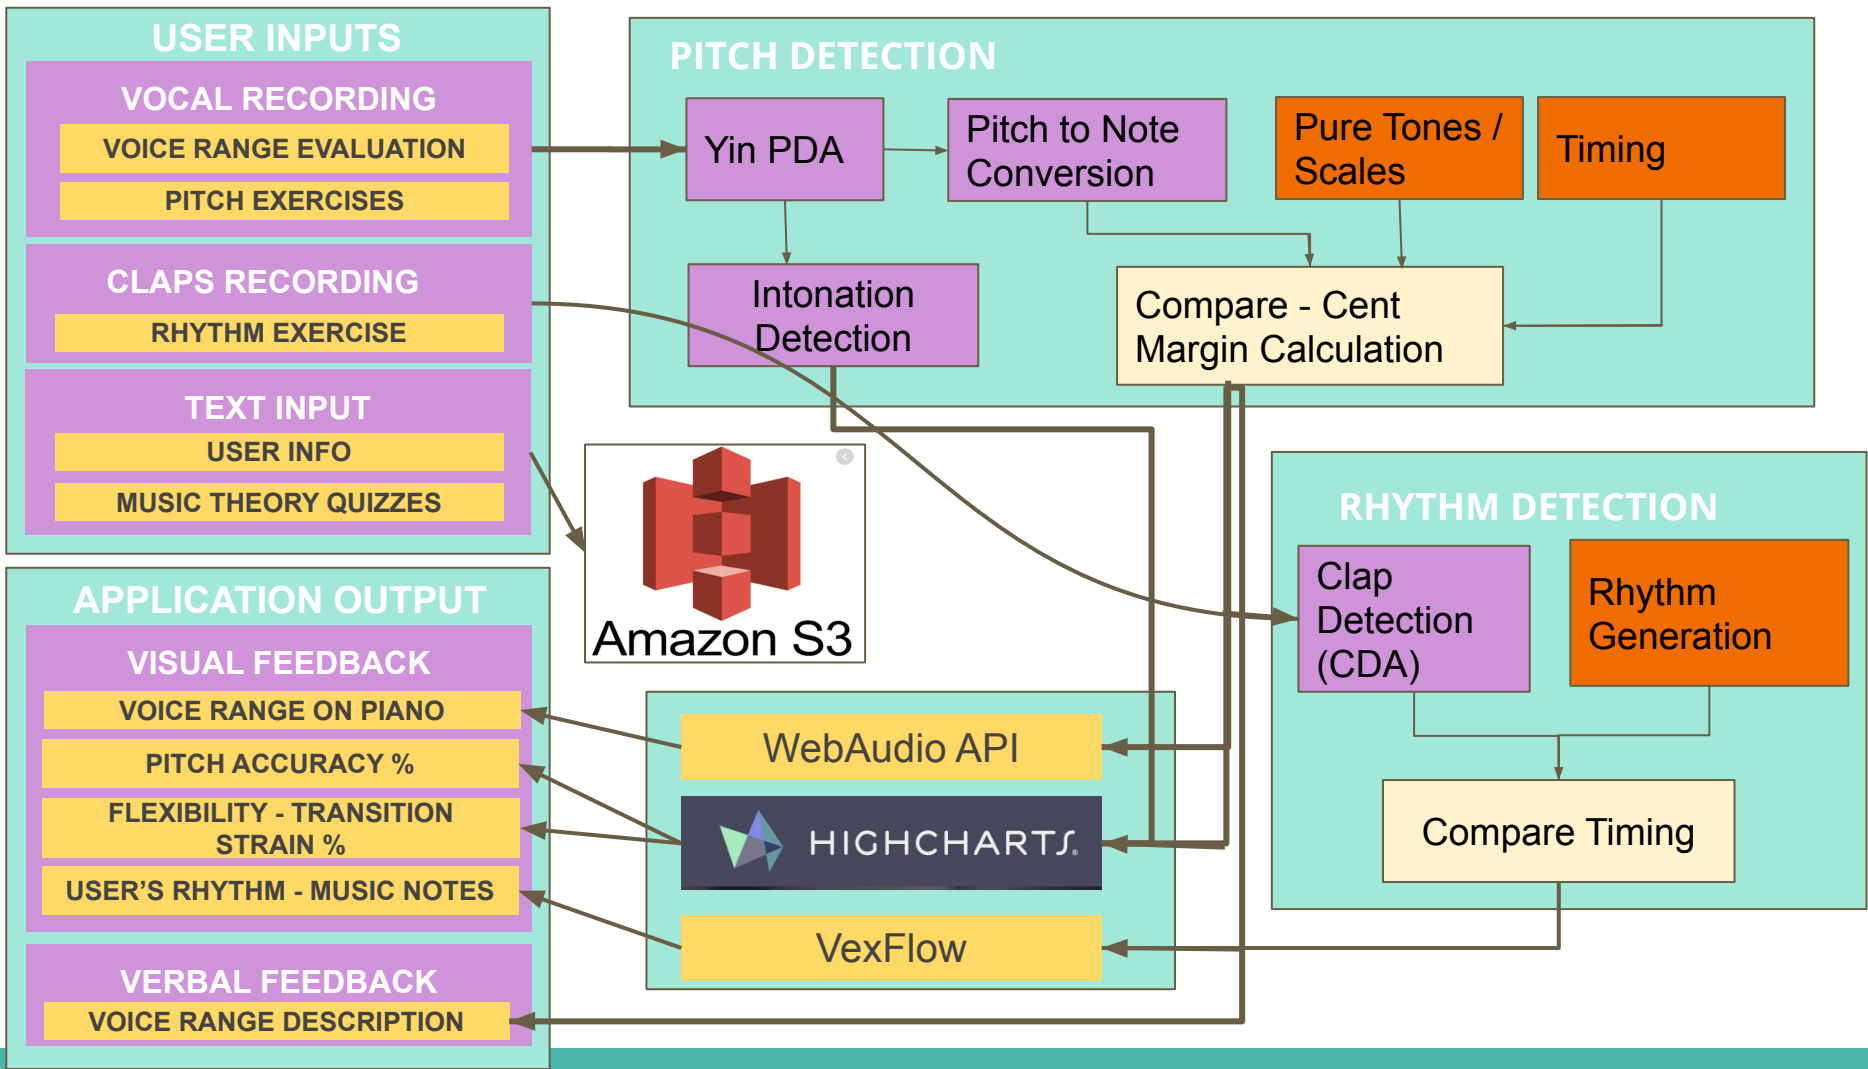 USER INPUTS
VOCAL RECORDING
VOICE RANGE EVALUATION
PITCH EXERCISES
CLAPS RECORDING
RHYTHM EXERCISE
TEXT INPUT
USER INFO
MUSIC THEORY QUIZZES
PITCH DETECTION
Yin PDA
Pitch to Note
Conversion
Pure Tones /
Scales
Timing
Intonation
Detection
Compare - Cent
Margin Calculation
Amazon S3
RHYTHM DETECTION
Clap
Detection
(CDA)
Rhythm
Generation
Compare Timing
APPLICATION OUTPUT
VISUAL FEEDBACK
VOICE RANGE ON PIANO
PITCH ACCURACY %
FLEXIBILITY - TRANSITION
STRAIN %
USER'S RHYTHM - MUSIC NOTES
VERBAL FEEDBACK
VOICE RANGE DESCRIPTION
WebAudio API
HIGHCHARTS
VexFlow